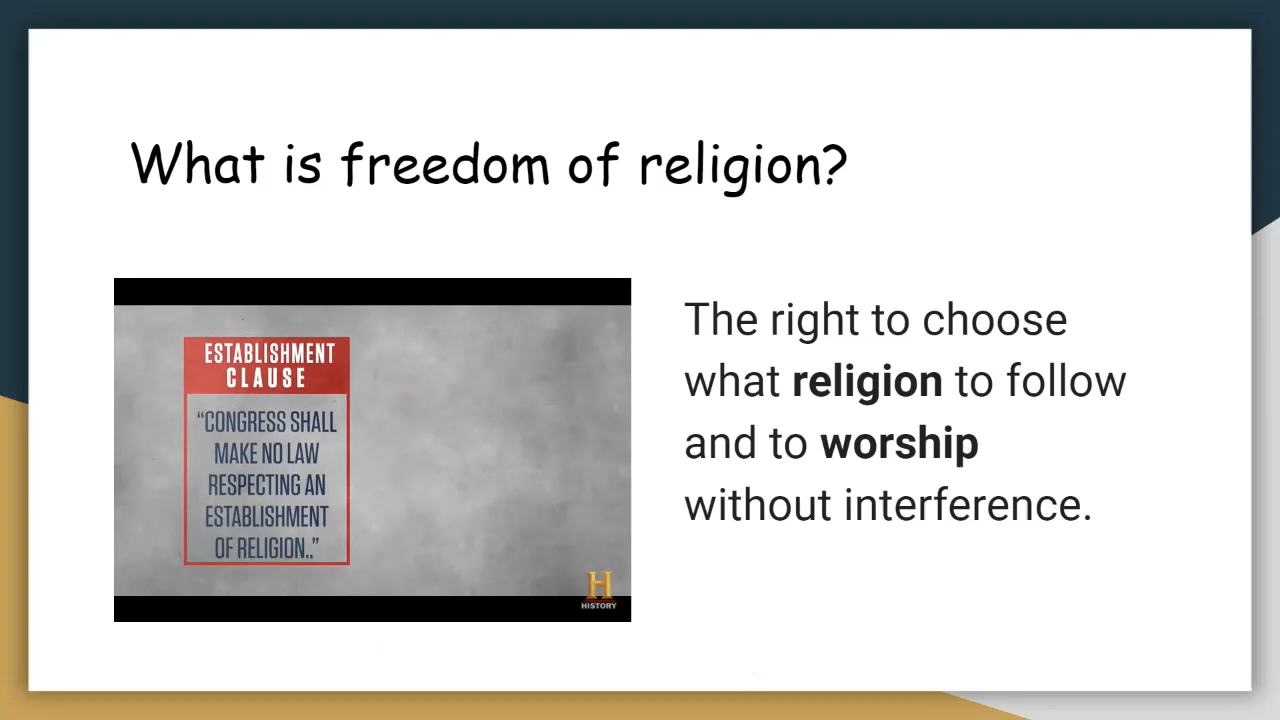 What is freedom of religion?
ESTABLISHMENT
CLAUSE
“CONGRESS SHALL
MAKE NO LAW
RESPECTING AN
ESTABLISHMENT
OF RELIGION..”
H
HISTORY
The right to choose
what religion to follow
and to worship
without interference.